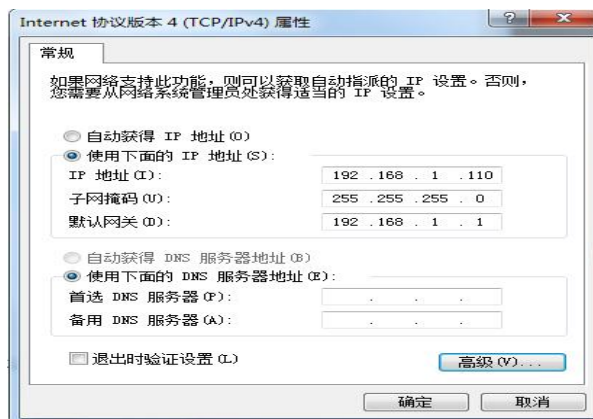 Internet 协议版本 4 (TCP/IPv4) 属性
常规
如果网络支持此功能，则可以获取自动指派的 IP 设置。否则，
您需要从网络系统管理员处获得适当的 IP 设置。
自动获得 IP 地址(O)
使用下面的 IP 地址(S):
IP 地址(I): 192 .168 . 1 .110
子网掩码(U): 255 .255 .255 . 0
默认网关(D): 192 .168 . 1 . 1
自动获得 DNS 服务器地址(B)
使用下面的 DNS 服务器地址(E):
首选 DNS 服务器(P): . . .
备用 DNS 服务器(A): . . .
退出时验证设置(L)
高级(V)...
确定 取消